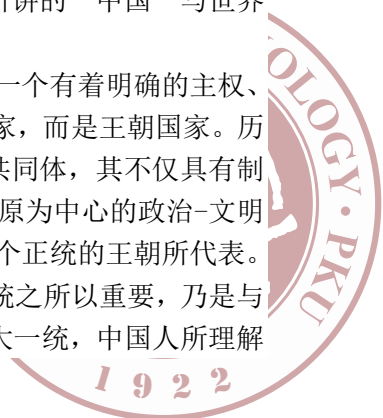 所讲的“中国”与世界
一个有着明确的主权、
家，而是王朝国家。历
共同体，其不仅具有制
原为中心的政治-文明
个正统的王朝所代表。
统之所以重要，乃是与
大一统，中国人所理解
OLOGY · PKU
1922